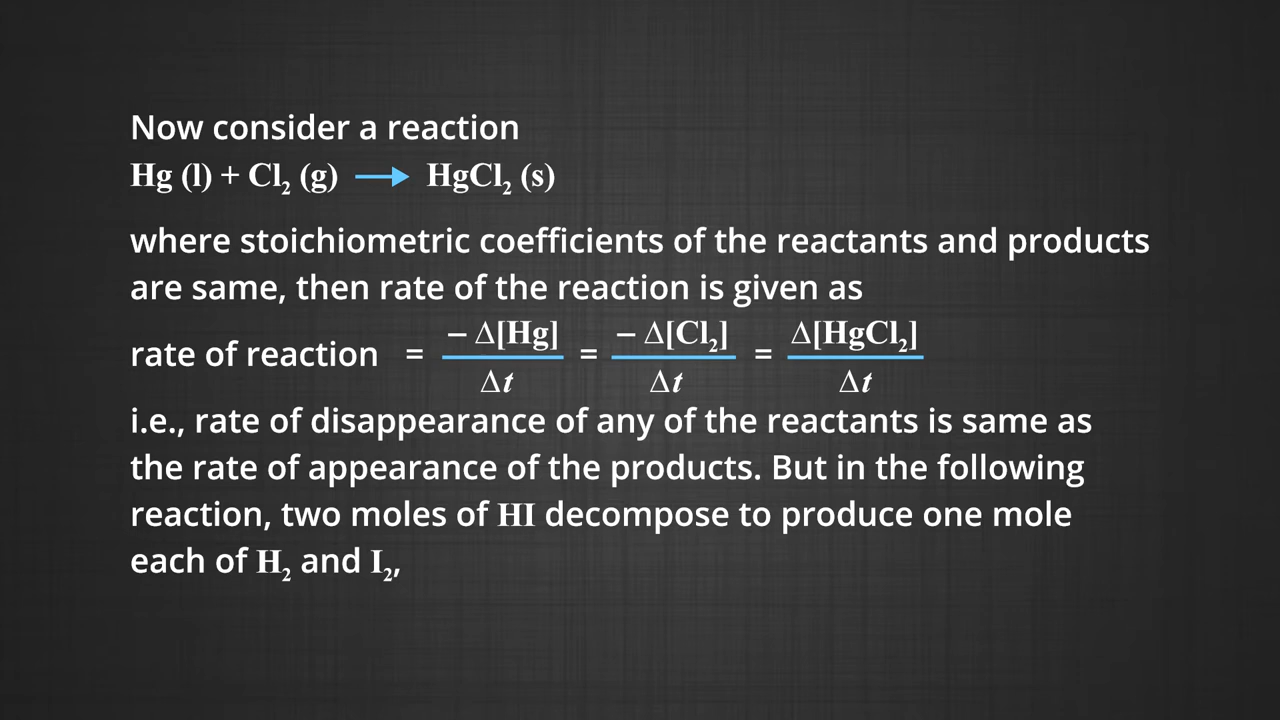 Now consider a reaction
Hg (l) + Cl₂ (g) → HgCl₂ (s)
where stoichiometric coefficients of the reactants and products
are same, then rate of the reaction is given as
rate of reaction = – Δ[Hg] / Δt = – Δ[Cl₂] / Δt = Δ[HgCl₂] / Δt
i.e., rate of disappearance of any of the reactants is same as
the rate of appearance of the products. But in the following
reaction, two moles of HI decompose to produce one mole
each of H₂ and I₂,